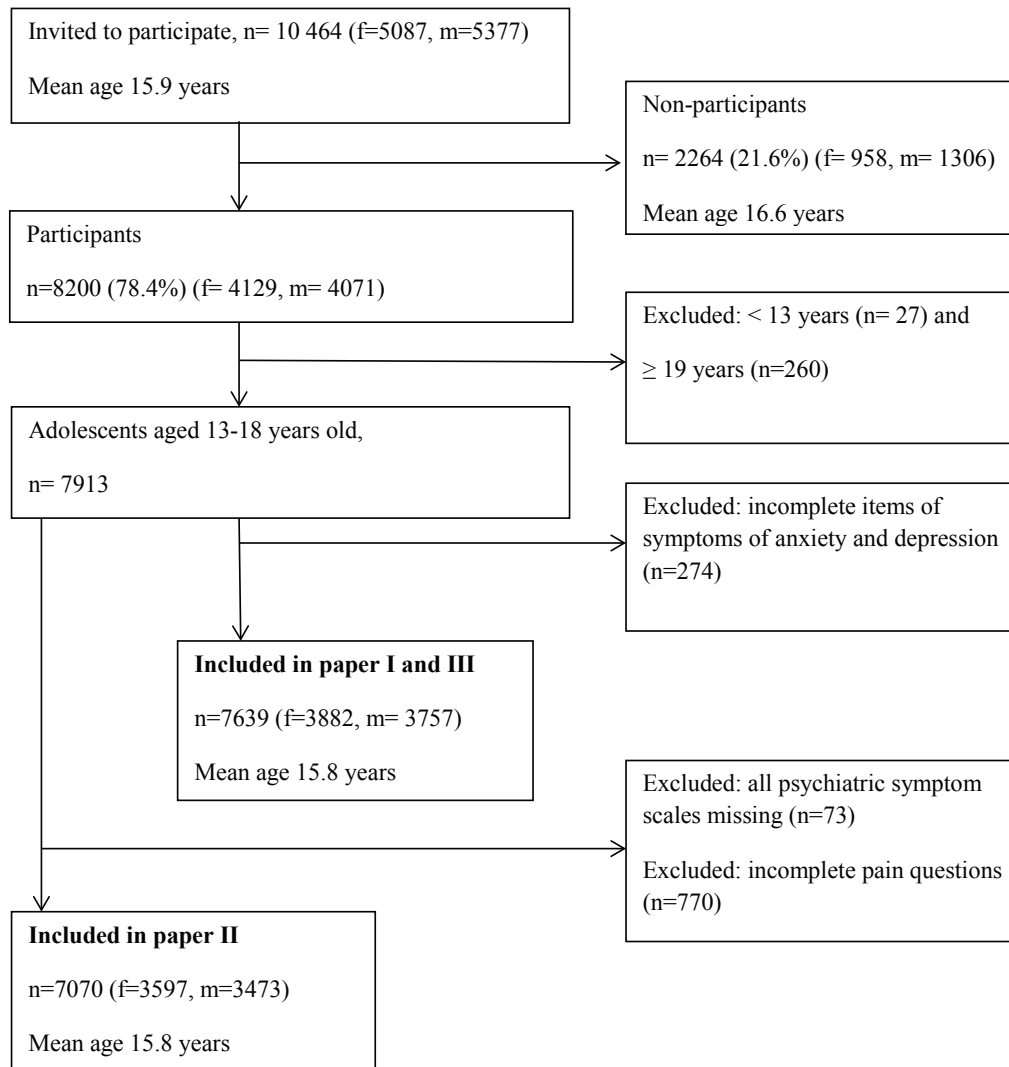 Invited to participate, n= 10 464 (f=5087, m=5377)
Mean age 15.9 years
Non-participants
n= 2264 (21.6%) (f= 958, m= 1306)
Mean age 16.6 years
Participants
n=8200 (78.4%) (f= 4129, m= 4071)
Excluded: < 13 years (n= 27) and
≥ 19 years (n=260)
Adolescents aged 13-18 years old,
n= 7913
Excluded: incomplete items of
symptoms of anxiety and depression
(n=274)
Included in paper I and III
n=7639 (f=3882, m= 3757)
Mean age 15.8 years
Excluded: all psychiatric symptom
scales missing (n=73)
Excluded: incomplete pain questions
(n=770)
Included in paper II
n=7070 (f=3597, m=3473)
Mean age 15.8 years